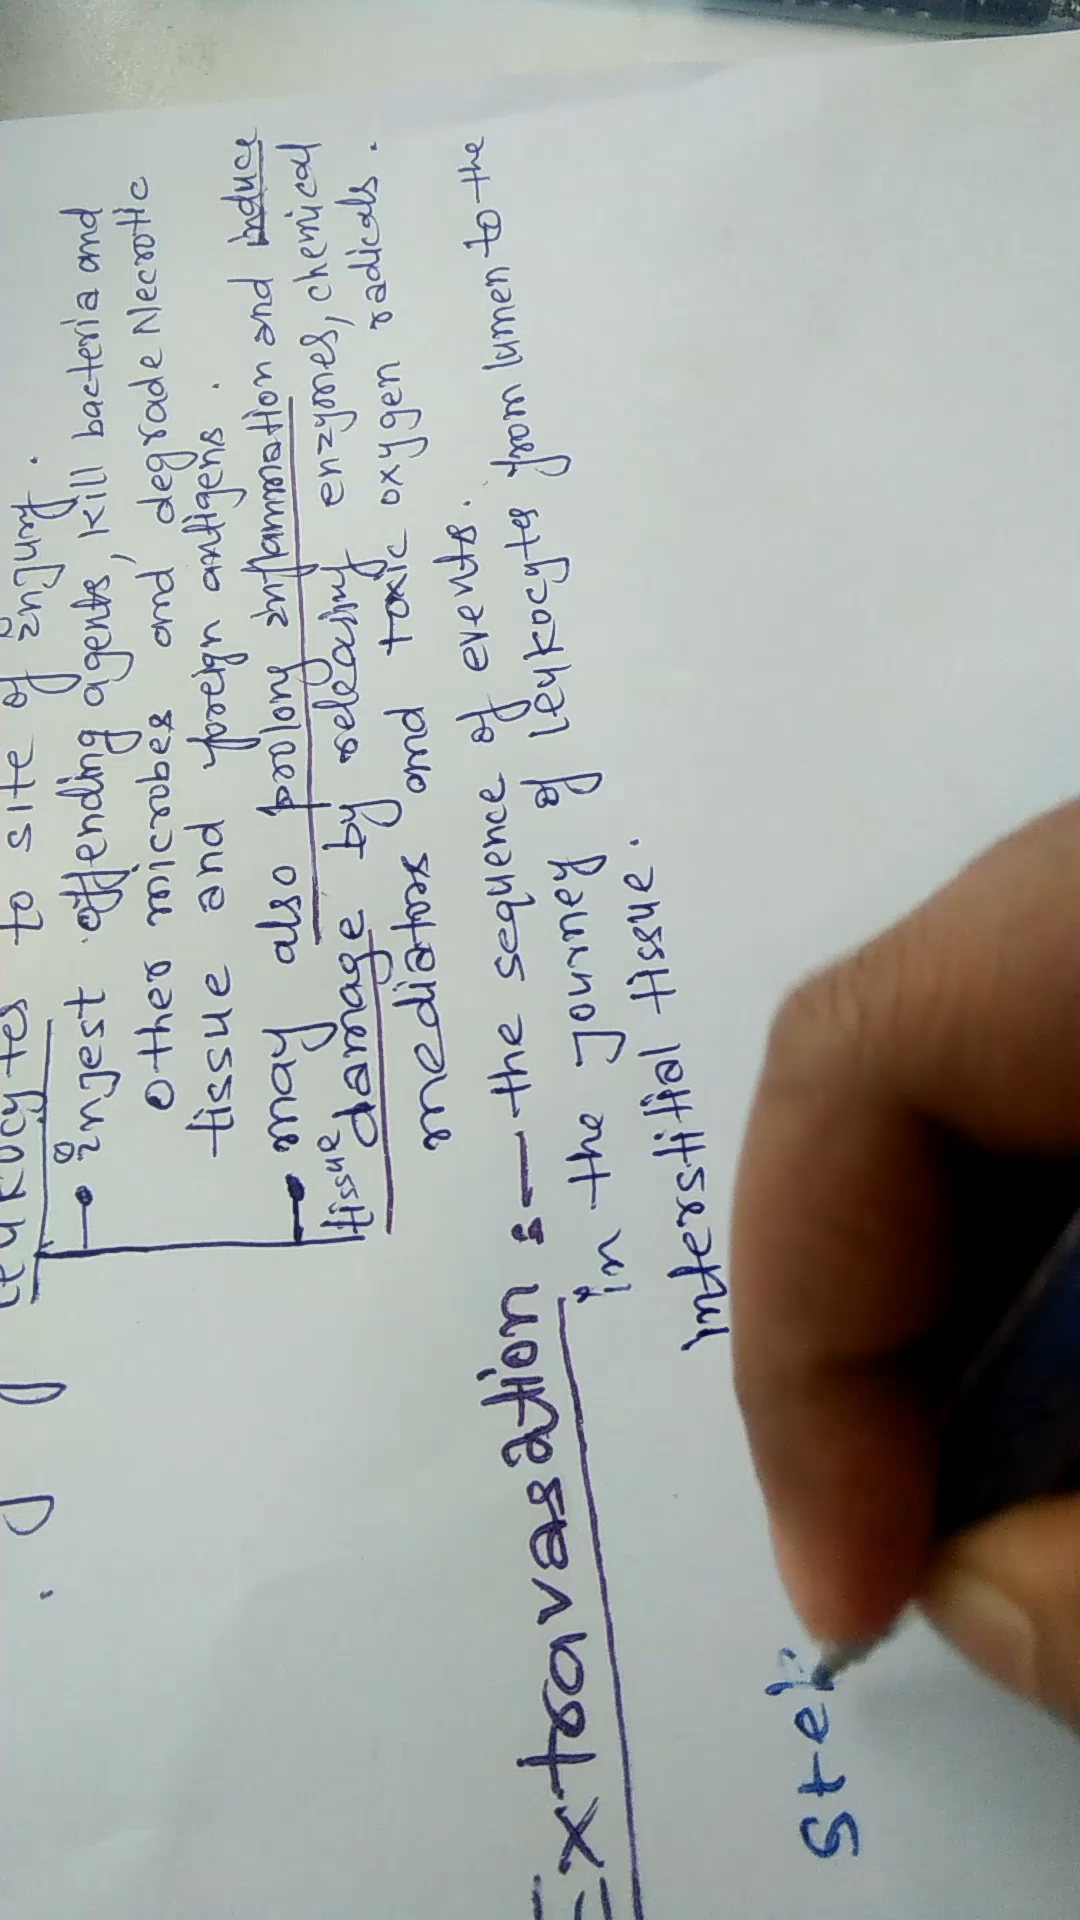 leukocytes to site of injury.
injest offending agents, kill bacteria and
other microbes and degrade Necrotic
tissue and foreign antigens.
may also prolong inflammation and induce
tissue damage by releasing enzymes, chemical
mediators and toxic oxygen radicals.
Extravasation :— the sequence of events.
in the journey of leukocytes from lumen to the
interstitial tissue.
Step